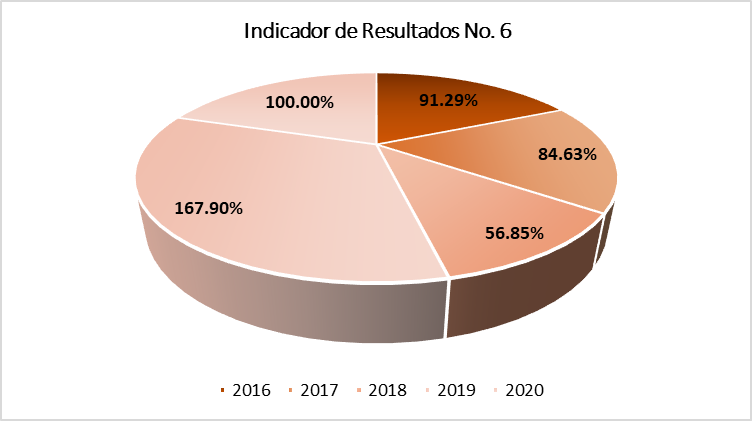 Indicador de Resultados No. 6
100.00%
91.29%
84.63%
167.90%
56.85%
2016 2017 2018 2019 2020